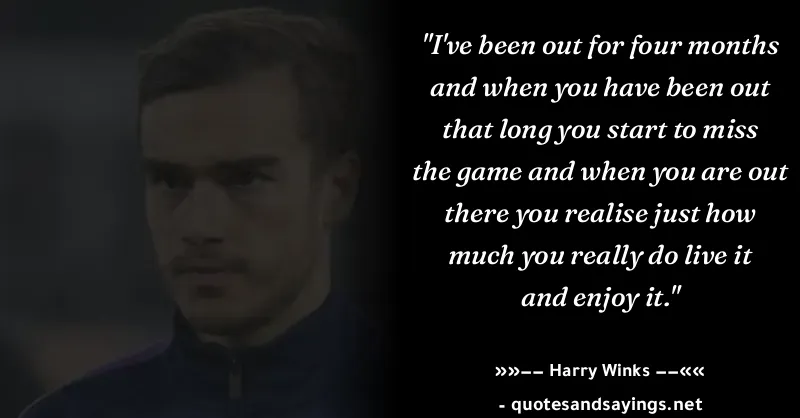 "I've been out for four months
and when you have been out
that long you start to miss
the game and when you are out
there you realise just how
much you really do live it
and enjoy it."
»»−− Harry Winks −−««
- quotesandsayings.net